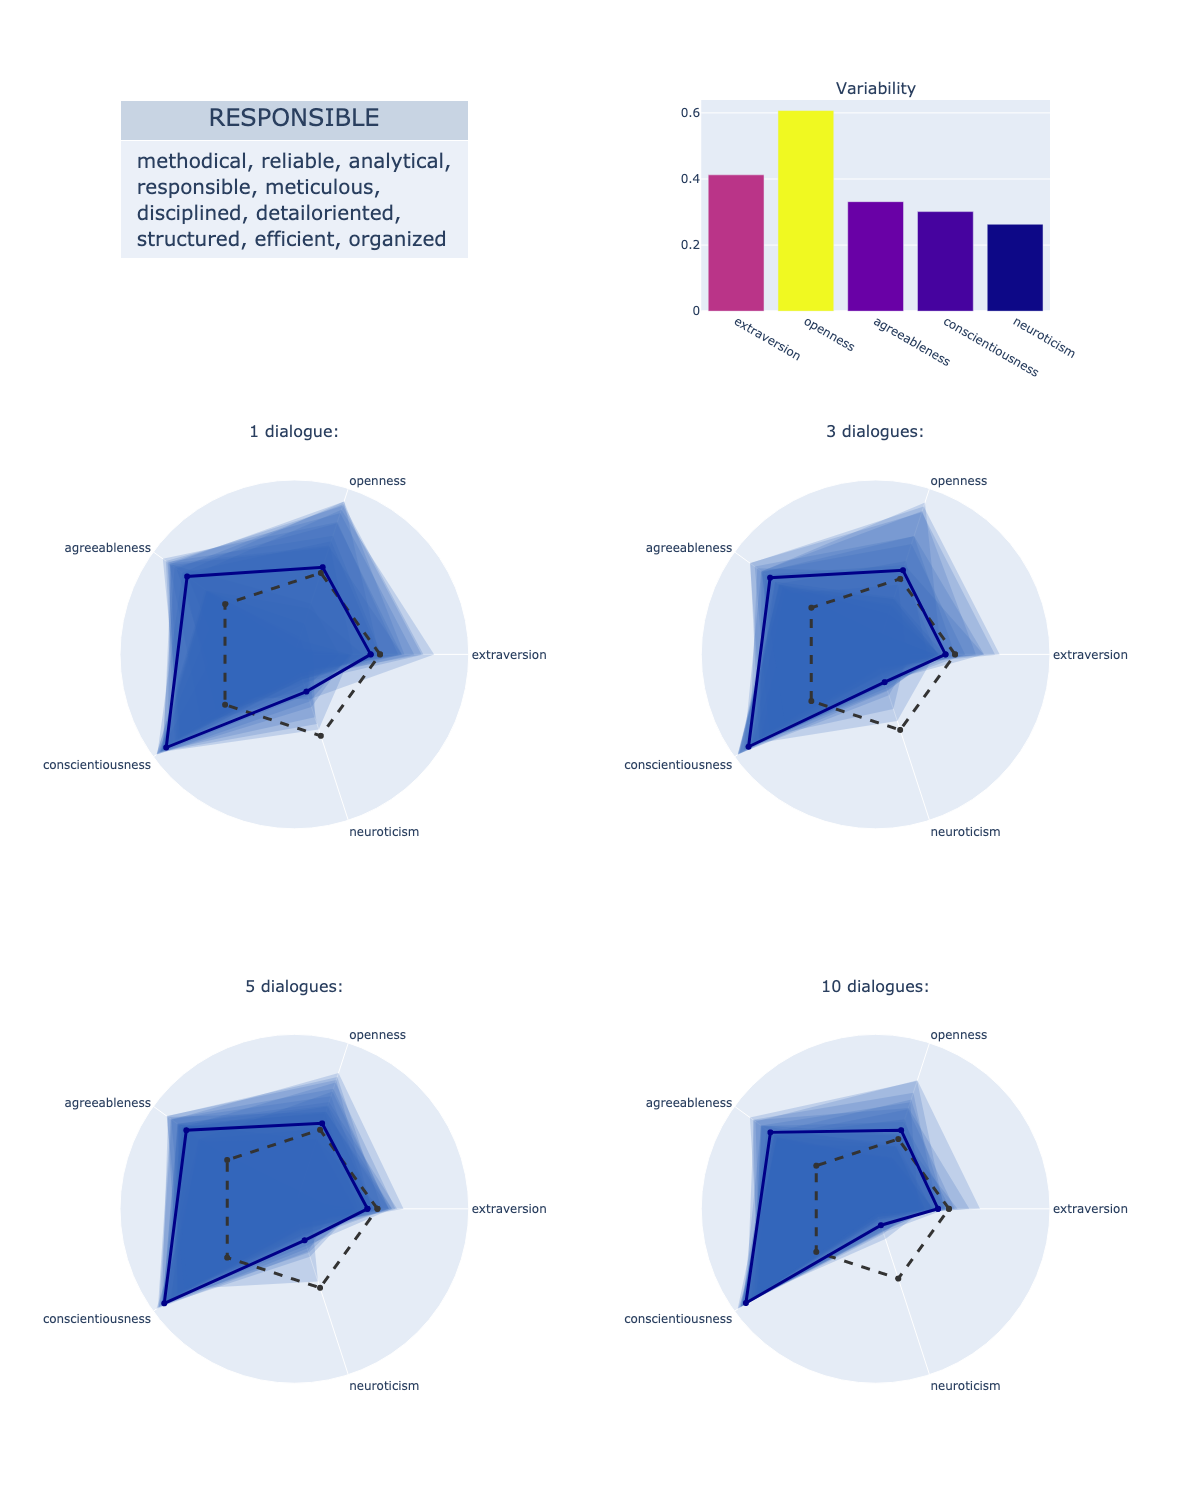 RESPONSIBLE
methodical, reliable, analytical,
responsible, meticulous,
disciplined, detailoriented,
structured, efficient, organized
Variability
0.6
0.4
0.2
0
extraversion
openness
agreeableness
conscientiousness
neuroticism
1 dialogue:
openness
agreeableness
extraversion
conscientiousness
neuroticism
3 dialogues:
openness
agreeableness
extraversion
conscientiousness
neuroticism
5 dialogues:
openness
agreeableness
extraversion
conscientiousness
neuroticism
10 dialogues:
openness
agreeableness
extraversion
conscientiousness
neuroticism